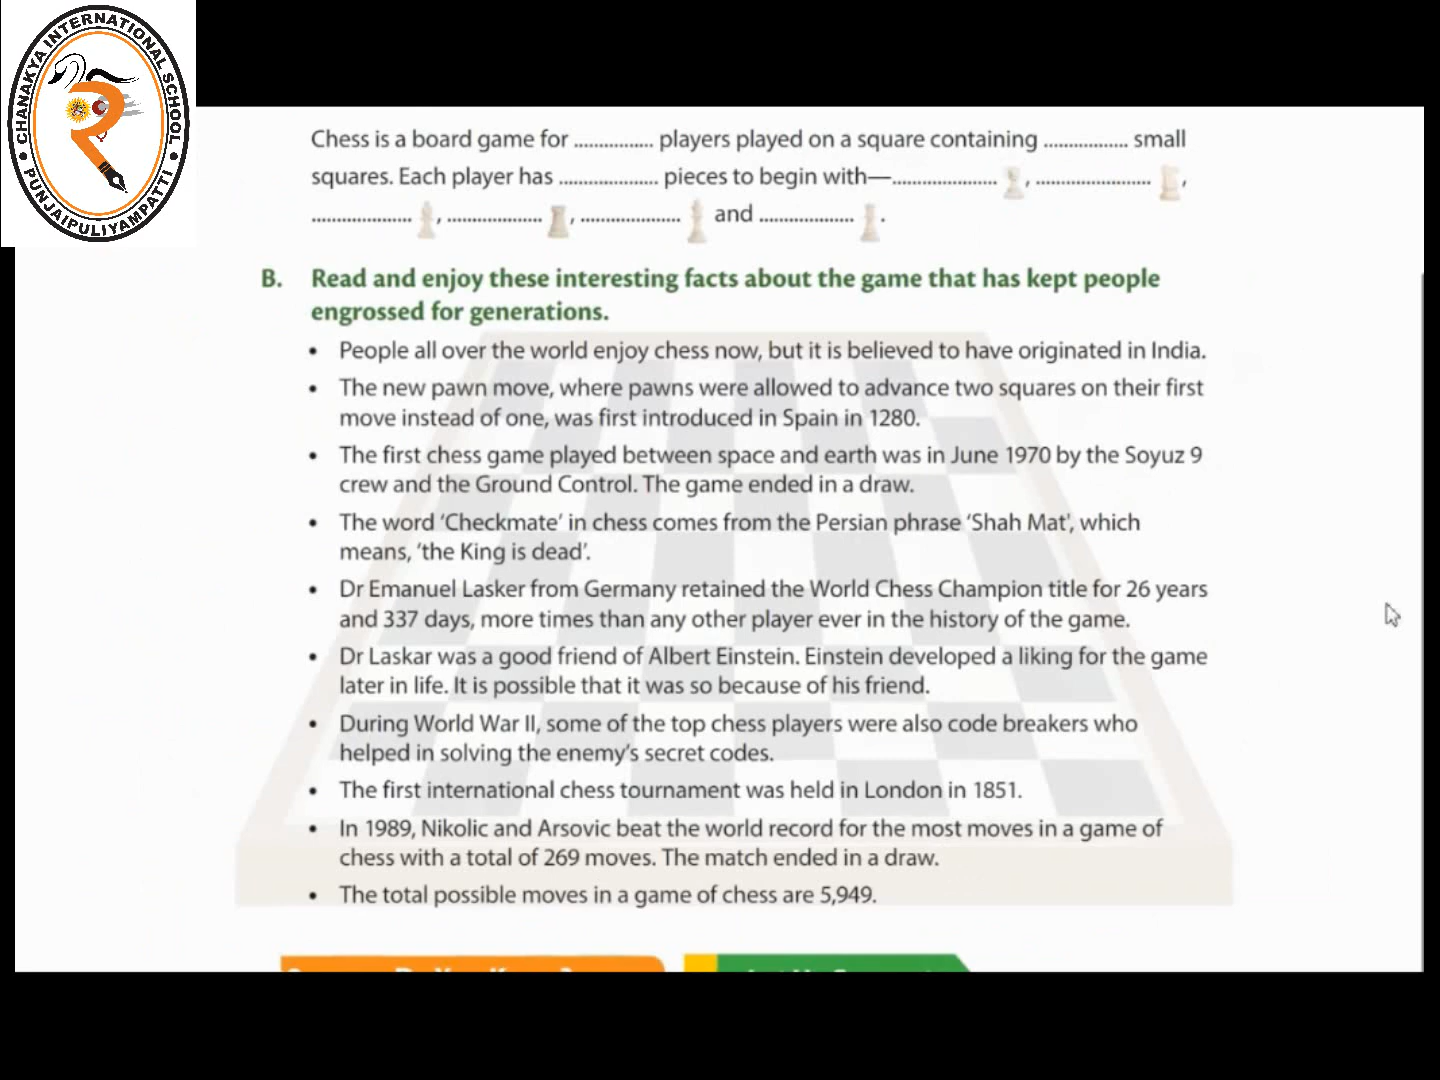 CHANAKYA INTERNATIONAL SCHOOL
PUNJAIPULIYAMPATTI
Chess is a board game for ................ players played on a square containing ................. small
squares. Each player has .................... pieces to begin with—..................... , ....................... ,
.................... , ................... , .................... and ................... .
B. Read and enjoy these interesting facts about the game that has kept people
engrossed for generations.
• People all over the world enjoy chess now, but it is believed to have originated in India.
• The new pawn move, where pawns were allowed to advance two squares on their first
move instead of one, was first introduced in Spain in 1280.
• The first chess game played between space and earth was in June 1970 by the Soyuz 9
crew and the Ground Control. The game ended in a draw.
• The word ‘Checkmate’ in chess comes from the Persian phrase ‘Shah Mat’, which
means, ‘the King is dead’.
• Dr Emanuel Lasker from Germany retained the World Chess Champion title for 26 years
and 337 days, more times than any other player ever in the history of the game.
• Dr Laskar was a good friend of Albert Einstein. Einstein developed a liking for the game
later in life. It is possible that it was so because of his friend.
• During World War II, some of the top chess players were also code breakers who
helped in solving the enemy’s secret codes.
• The first international chess tournament was held in London in 1851.
• In 1989, Nikolic and Arsovic beat the world record for the most moves in a game of
chess with a total of 269 moves. The match ended in a draw.
• The total possible moves in a game of chess are 5,949.